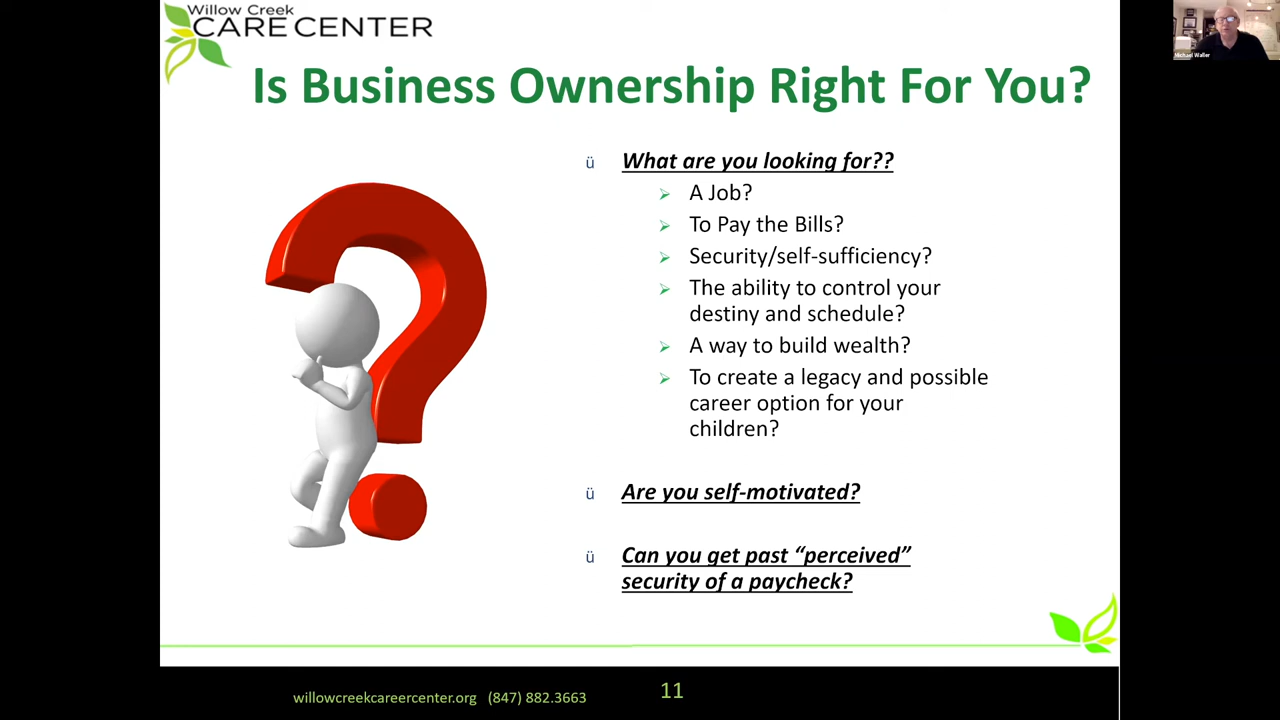 Willow Creek
CARE CENTER
Michael Waller
Is Business Ownership Right For You?
ü What are you looking for??
➢ A Job?
➢ To Pay the Bills?
➢ Security/self-sufficiency?
➢ The ability to control your
destiny and schedule?
➢ A way to build wealth?
➢ To create a legacy and possible
career option for your
children?
ü Are you self-motivated?
ü Can you get past “perceived”
security of a paycheck?
willowcreekcareercenter.org (847) 882.3663
11